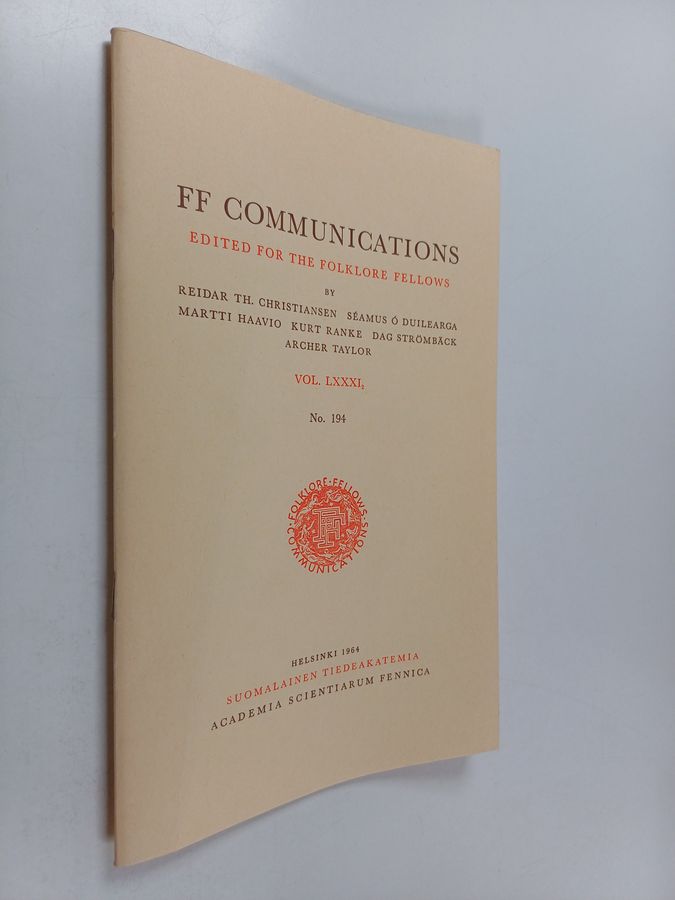 FF COMMUNICATIONS
EDITED FOR THE FOLKLORE FELLOWS
BY
REIDAR TH. CHRISTIANSEN SÉAMUS Ó DUILEARGA
MARTTI HAAVIO KURT RANKE DAG STRÖMBÄCK
ARCHER TAYLOR
VOL. LXXXI,
No. 194
FOLKLORE·FELLOWS·
COMMUNICATIONS·
FF
HELSINKI 1964
SUOMALAINEN TIEDEAKATEMIA
ACADEMIA SCIENTIARUM FENNICA